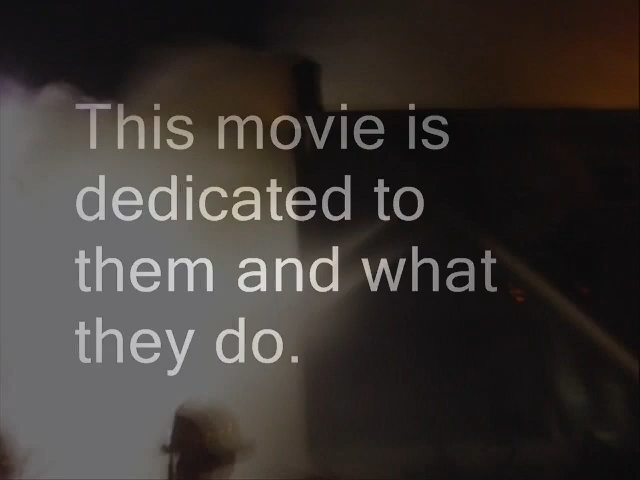 This movie is
dedicated to
them and what
they do.